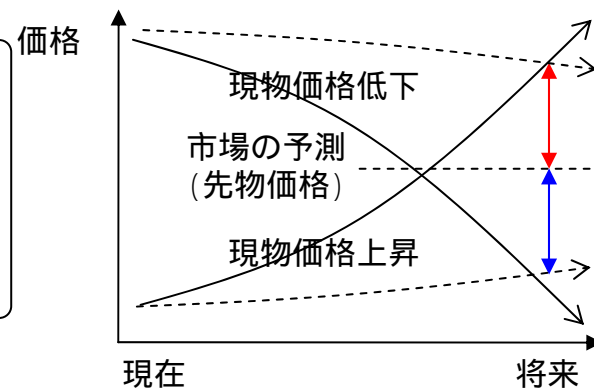 価格
現物価格低下
市場の予測
(先物価格)
現物価格上昇
現在
将来